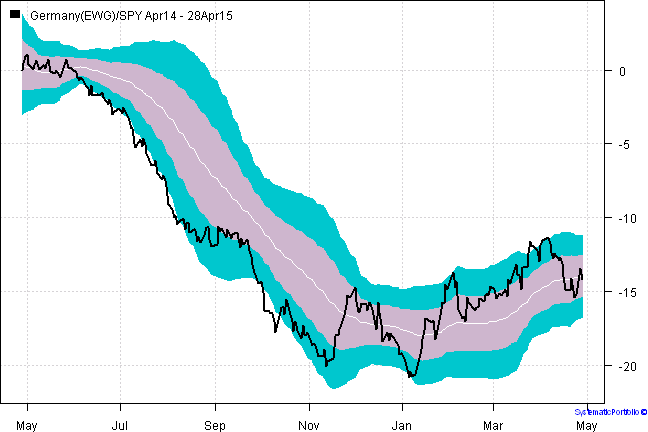 Germany(EWG)/SPY Apr14 - 28Apr15
0
-5
-10
-15
-20
May Jul Sep Nov Jan Mar May
SystematicPortfolio ©